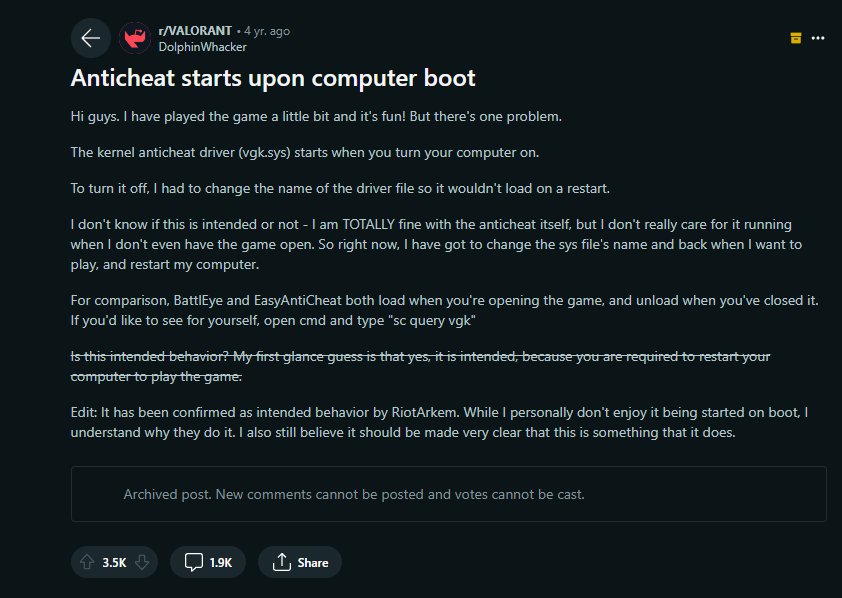 r/VALORANT • 4 yr. ago
DolphinWhacker
Anticheat starts upon computer boot
Hi guys. I have played the game a little bit and it's fun! But there's one problem.
The kernel anticheat driver (vgk.sys) starts when you turn your computer on.
To turn it off, I had to change the name of the driver file so it wouldn't load on a restart.
I don't know if this is intended or not - I am TOTALLY fine with the anticheat itself, but I don't really care for it running
when I don't even have the game open. So right now, I have got to change the sys file's name and back when I want to
play, and restart my computer.
For comparison, BattlEye and EasyAntiCheat both load when you're opening the game, and unload when you've closed it.
If you'd like to see for yourself, open cmd and type "sc query vgk"
Is this intended behavior? My first glance guess is that yes, it is intended, because you are required to restart your
computer to play the game.
Edit: It has been confirmed as intended behavior by RiotArkem. While I personally don't enjoy it being started on boot, I
understand why they do it. I also still believe it should be made very clear that this is something that it does.
Archived post. New comments cannot be posted and votes cannot be cast.
3.5K 1.9K Share